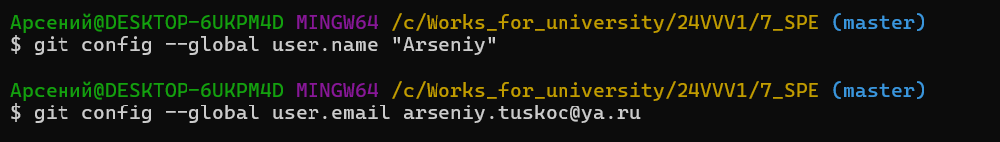 Арсений@DESKTOP-6UKPM4D MINGW64 /c/Works_for_university/24VVV1/7_SPE (master)
$ git config --global user.name "Arseniy"
Арсений@DESKTOP-6UKPM4D MINGW64 /c/Works_for_university/24VVV1/7_SPE (master)
$ git config --global user.email arseniy.tuskoc@ya.ru